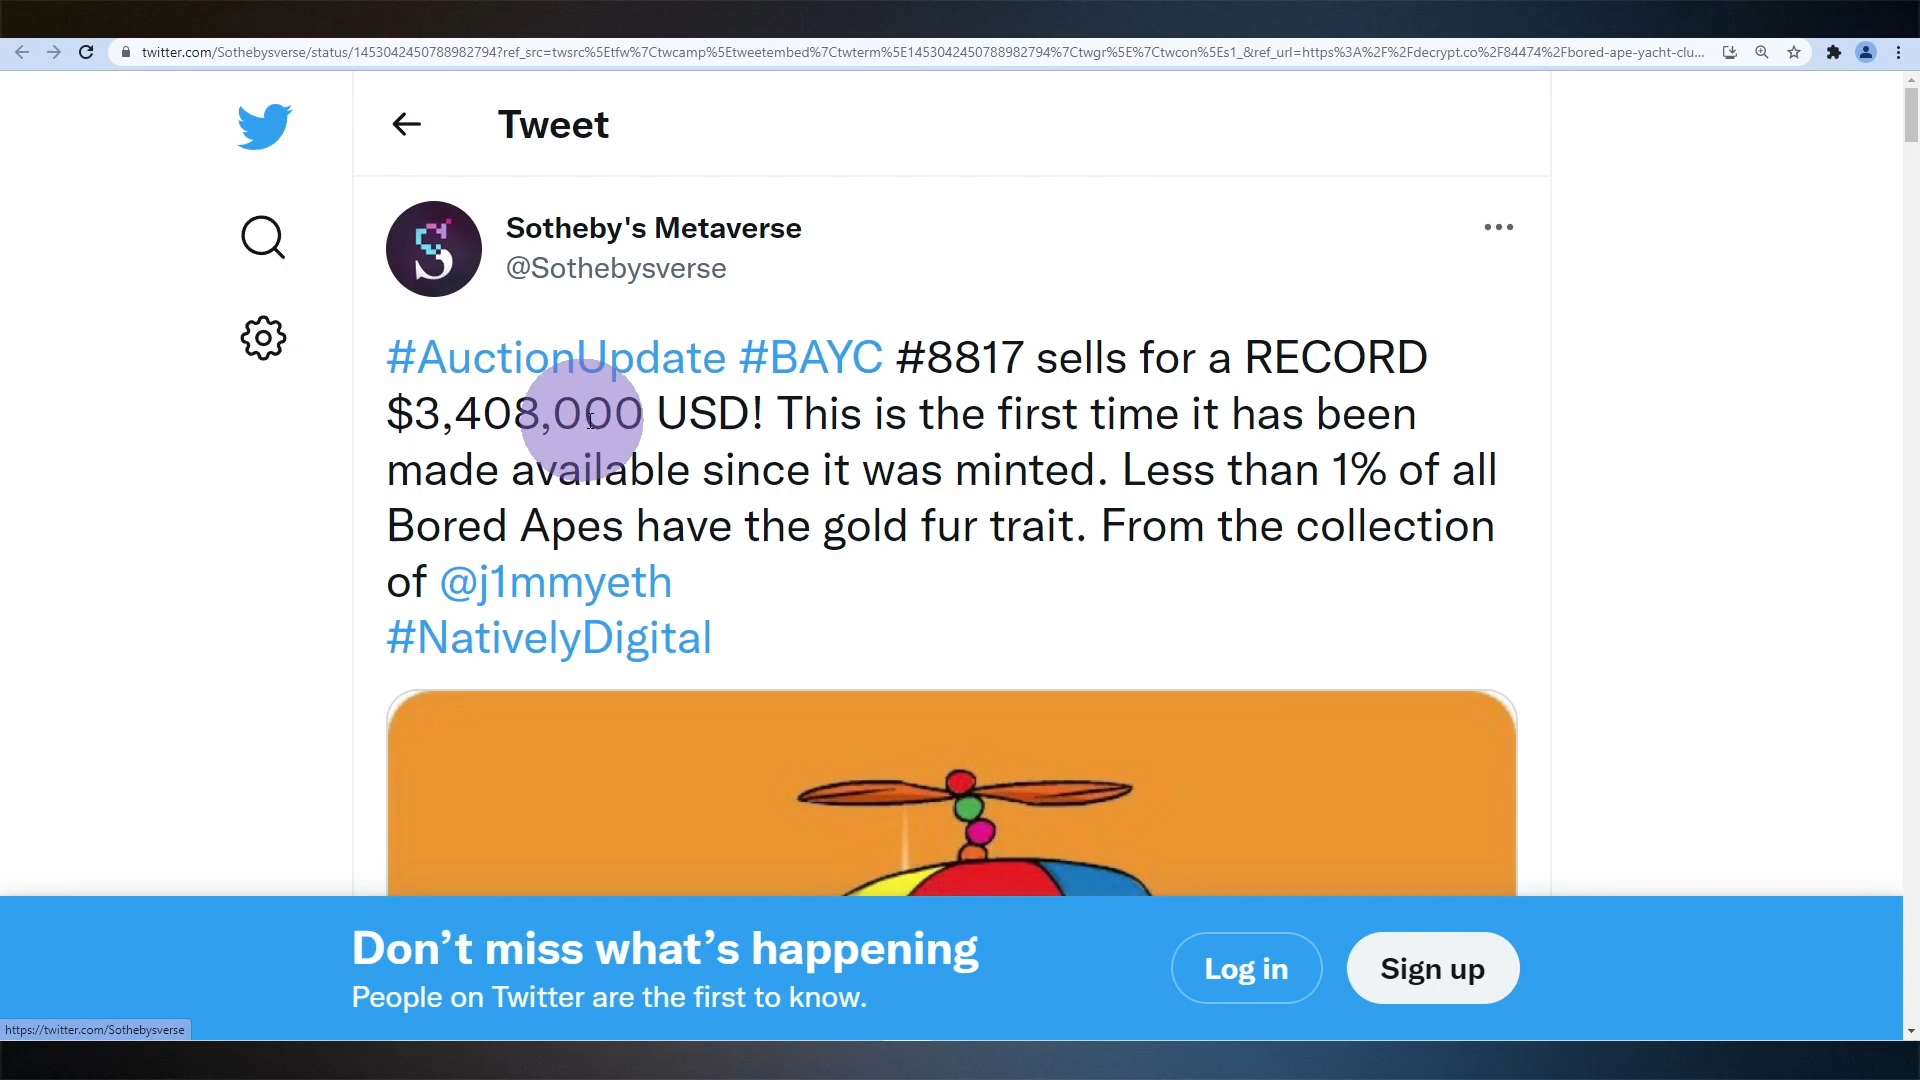 twitter.com/Sothebysverse/status/1453042450788982794?ref_src=twsrc%5Etfw%7Ctwcamp%5Etweetembed%7Ctwterm%5E1453042450788982794%7Ctwgr%5E%7Ctwcon%5Es1_&ref_url=https%3A%2F%2Fdecrypt.co%2F84474%2Fbored-ape-yacht-clu...
Tweet
Sotheby's Metaverse
@Sothebysverse
#AuctionUpdate #BAYC #8817 sells for a RECORD
$3,408,000 USD! This is the first time it has been
made available since it was minted. Less than 1% of all
Bored Apes have the gold fur trait. From the collection
of @j1mmyeth
#NativelyDigital
Don’t miss what’s happening
People on Twitter are the first to know.
Log in
Sign up
https://twitter.com/Sothebysverse